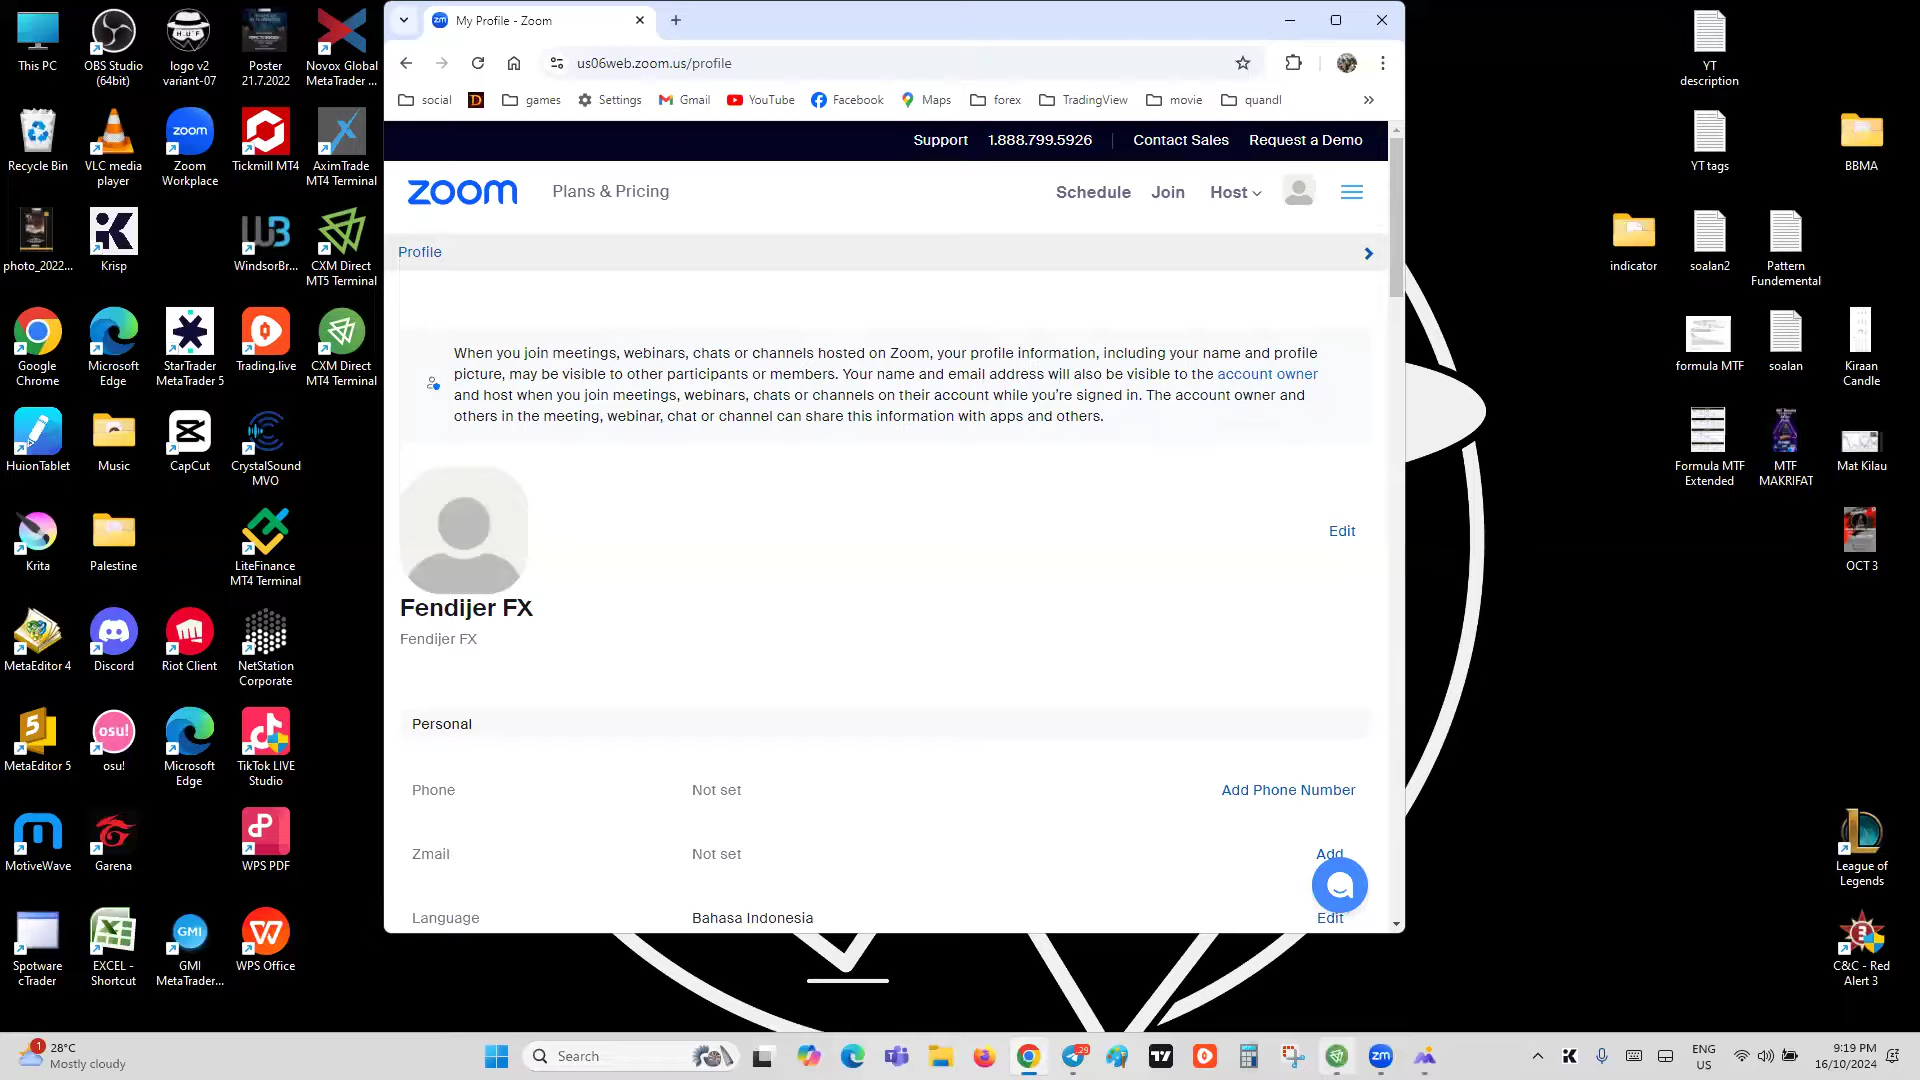 This PC
OBS Studio
(64bit)
logo v2
variant-07
Poster
21.7.2022
Novox Global
MetaTrader ...
Recycle Bin
VLC media
player
zoom
Zoom
Workplace
Tickmill MT4
AximTrade
MT4 Terminal
photo_2022...
Krisp
WindsorBr...
CXM Direct
MT5 Terminal
Google
Chrome
Microsoft
Edge
StarTrader
MetaTrader 5
Trading.live
CXM Direct
MT4 Terminal
HuionTablet
Music
CapCut
CrystalSound
MVO
Krita
Palestine
LiteFinance
MT4 Terminal
MetaEditor 4
Discord
Riot Client
NetStation
Corporate
MetaEditor 5
osu!
osu!
Microsoft
Edge
TikTok LIVE
Studio
MotiveWave
Garena
WPS PDF
Spotware
cTrader
EXCEL -
Shortcut
GMI
GMI
MetaTrader...
WPS Office
zm My Profile - Zoom
us06web.zoom.us/profile
social
games
Settings
Gmail
YouTube
Facebook
Maps
forex
TradingView
movie
quandl
Support 1.888.799.5926 Contact Sales Request a Demo
zoom Plans & Pricing Schedule Join Host
Profile
When you join meetings, webinars, chats or channels hosted on Zoom, your profile information, including your name and profile
picture, may be visible to other participants or members. Your name and email address will also be visible to the account owner
and host when you join meetings, webinars, chats or channels on their account while you're signed in. The account owner and
others in the meeting, webinar, chat or channel can share this information with apps and others.
Edit
Fendijer FX
Fendijer FX
Personal
Phone Not set Add Phone Number
Zmail Not set Add
Language Bahasa Indonesia Edit
YT
description
YT tags
BBMA
indicator
soalan2
Pattern
Fundemental
formula MTF
soalan
Kiraan
Candle
Formula MTF
Extended
MTF
MAKRIFAT
Mat Kilau
OCT 3
League of
Legends
C&C - Red
Alert 3
1
28°C
Mostly cloudy
Search
29
zm
ENG
US
9:19 PM
16/10/2024